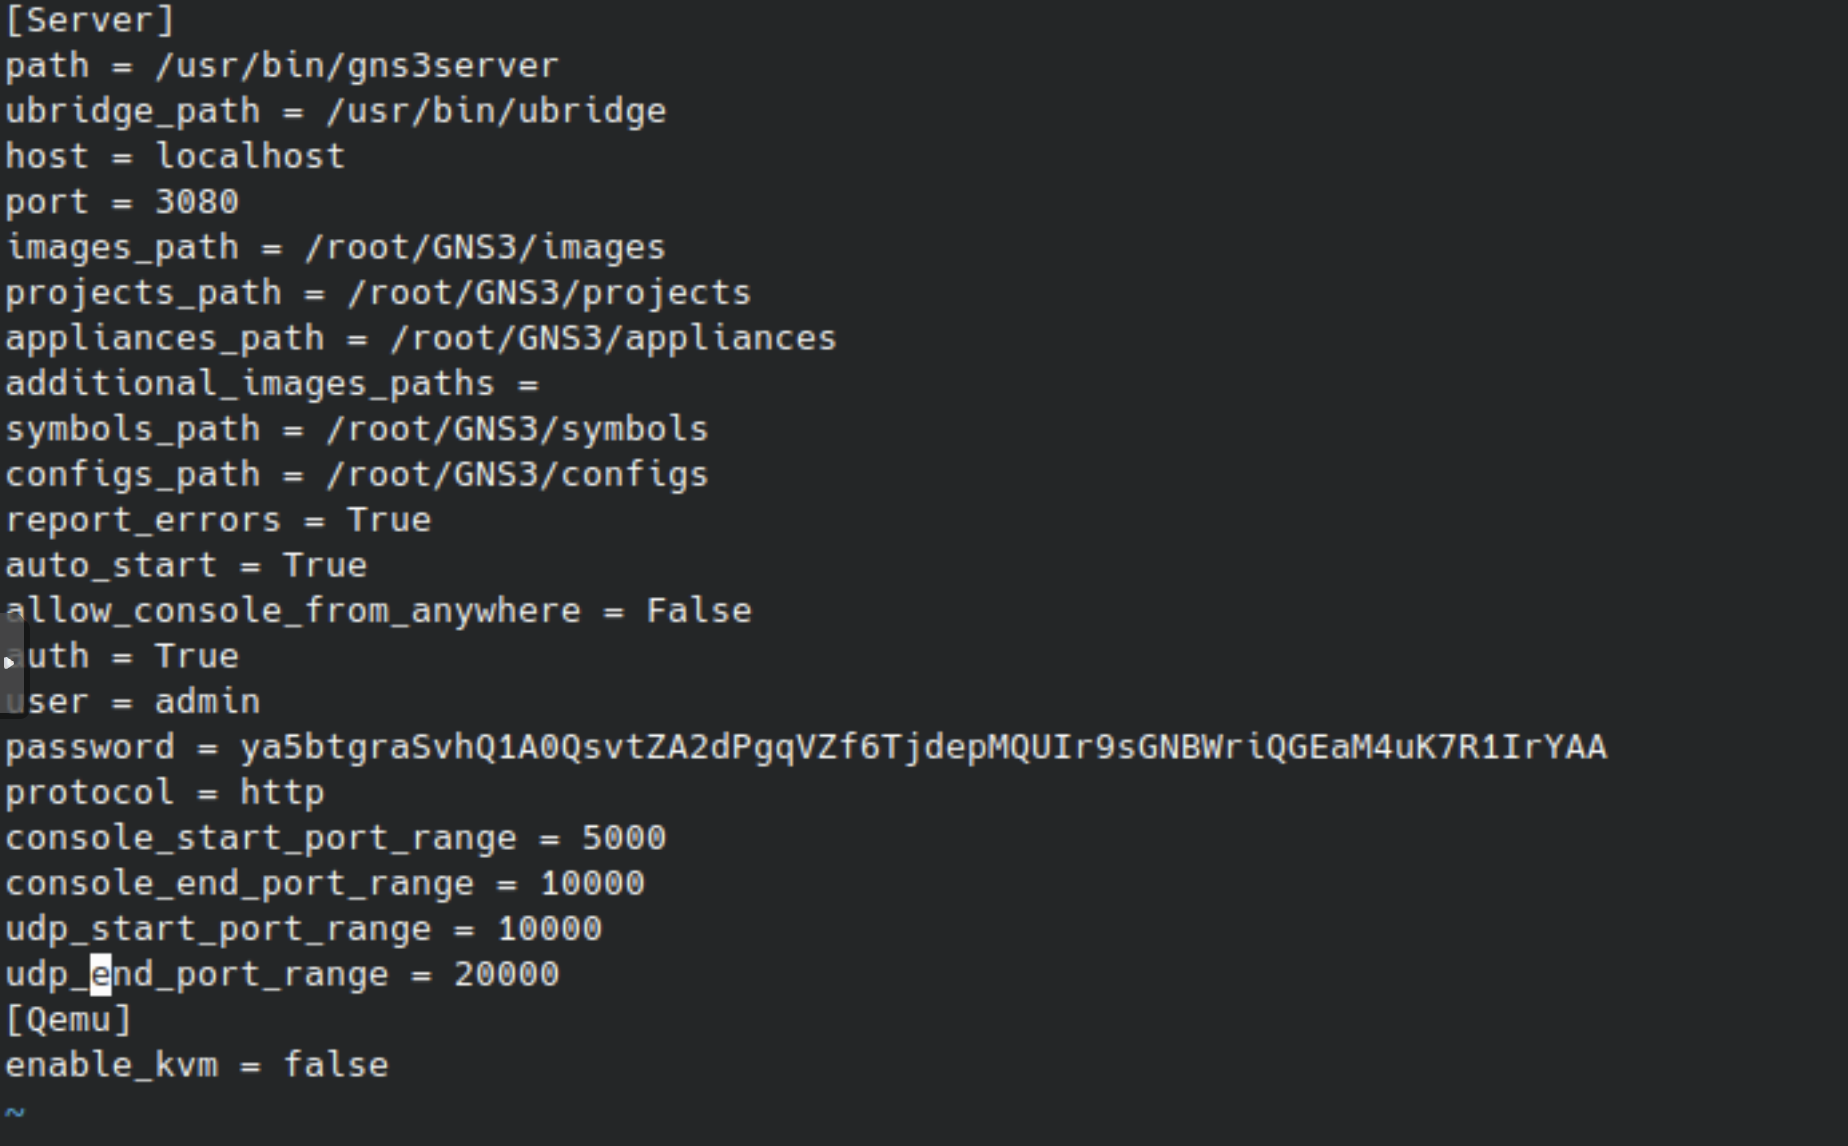 [Server]
path = /usr/bin/gns3server
ubridge_path = /usr/bin/ubridge
host = localhost
port = 3080
images_path = /root/GNS3/images
projects_path = /root/GNS3/projects
appliances_path = /root/GNS3/appliances
additional_images_paths =
symbols_path = /root/GNS3/symbols
configs_path = /root/GNS3/configs
report_errors = True
auto_start = True
allow_console_from_anywhere = False
auth = True
user = admin
password = ya5btgraSvhQ1A0QsvtZA2dPgqVZf6TjdepMQUIr9sGNBWriQGEaM4uK7R1IrYAA
protocol = http
console_start_port_range = 5000
console_end_port_range = 10000
udp_start_port_range = 10000
udp_end_port_range = 20000
[Qemu]
enable_kvm = false
~